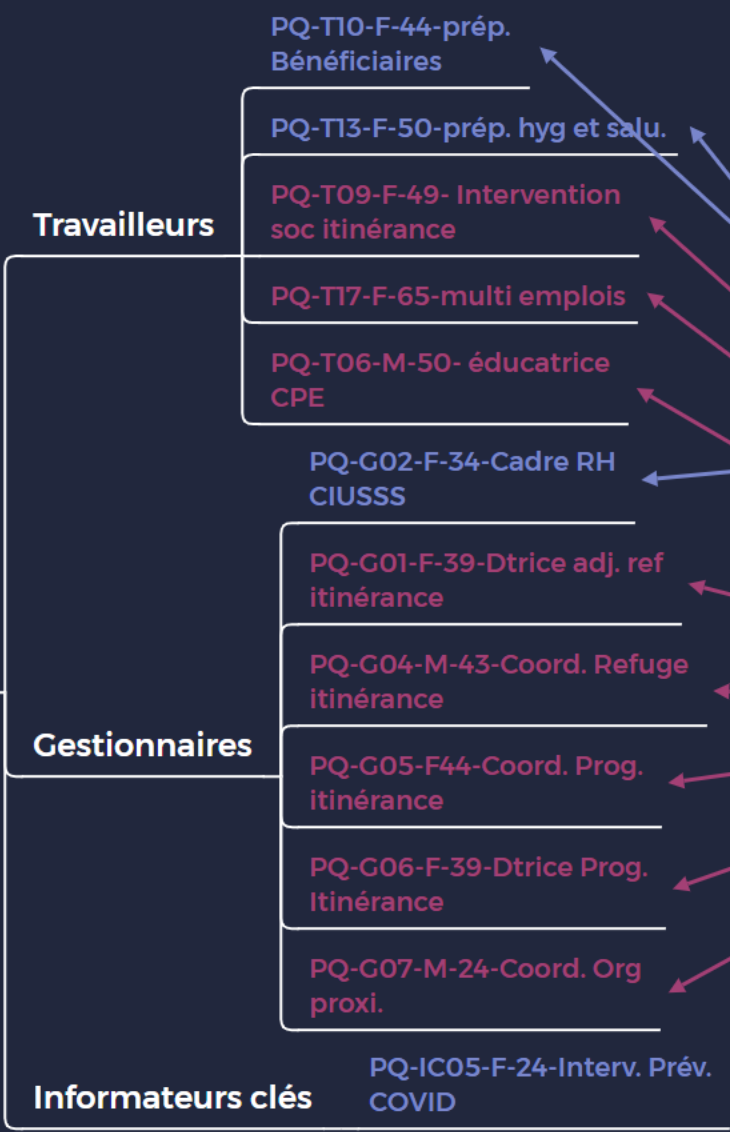 Travailleurs
PQ-T10-F-44-prép.
Bénéficiaires
PQ-T13-F-50-prép. hyg et salu.
PQ-T09-F-49- Intervention
soc itinérance
PQ-T17-F-65-multi emplois
PQ-T06-M-50- éducatrice
CPE
Gestionnaires
PQ-G02-F-34-Cadre RH
CIUSSS
PQ-G01-F-39-Dtrice adj. ref
itinérance
PQ-G04-M-43-Coord. Refuge
itinérance
PQ-G05-F44-Coord. Prog.
itinérance
PQ-G06-F-39-Dtrice Prog.
Itinérance
PQ-G07-M-24-Coord. Org
proxi.
Informateurs clés
PQ-IC05-F-24-Interv. Prév.
COVID